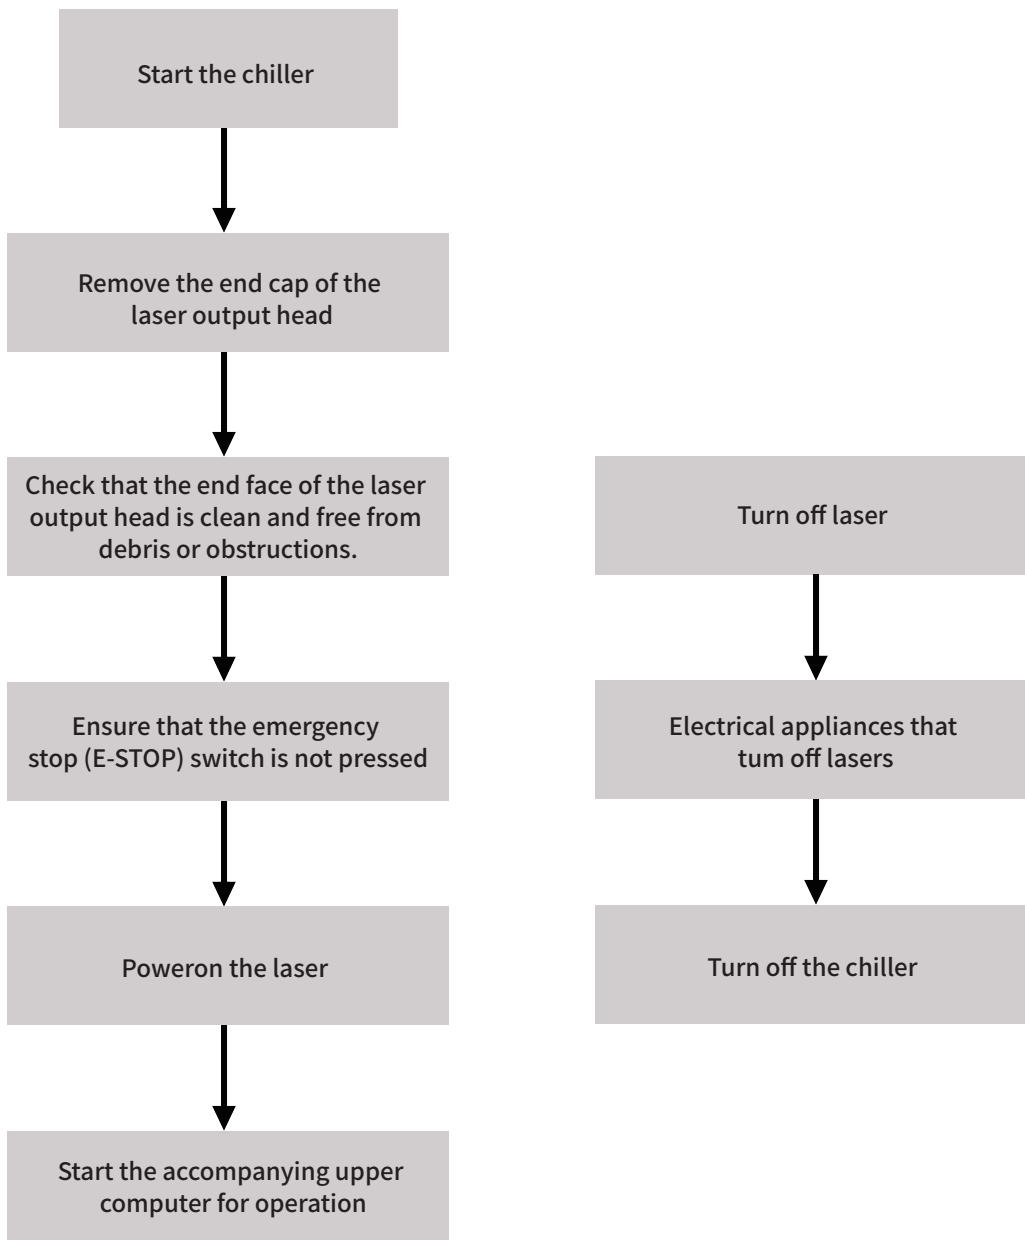 Start the chiller
Remove the end cap of the
laser output head
Check that the end face of the laser
output head is clean and free from
debris or obstructions.
Ensure that the emergency
stop (E-STOP) switch is not pressed
Poweron the laser
Start the accompanying upper
computer for operation
Turn off laser
Electrical appliances that
tum off lasers
Turn off the chiller